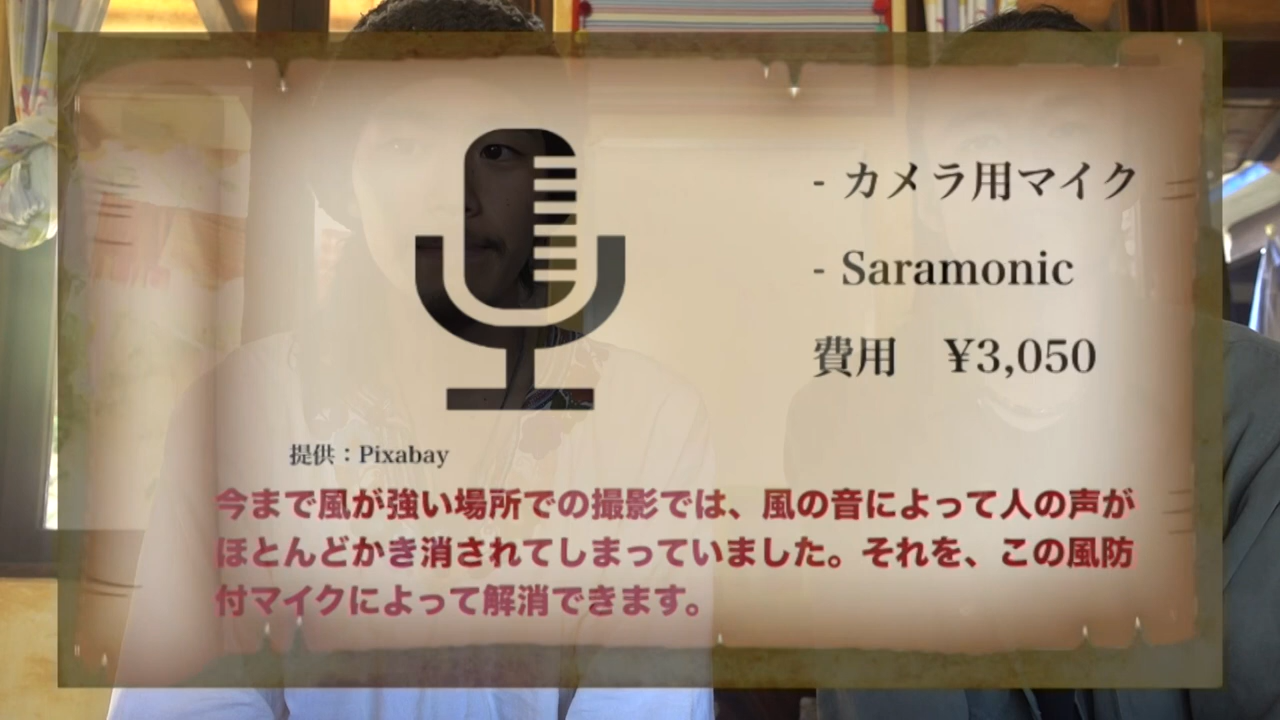 - カメラ用マイク
- Saramonic
費用 ¥3,050
提供：Pixabay
今まで風が強い場所での撮影では、風の音によって人の声が
ほとんどかき消されてしまっていました。それを、この風防
付マイクによって解消できます。